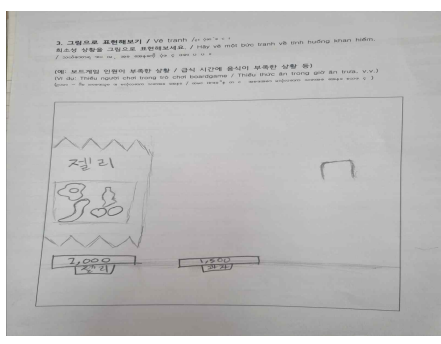 3. 그림으로 표현해보기 / Vẽ tranh
희소성 상황을 그림으로 표현해보세요. / Hãy vẽ một bức tranh về tình huống khan hiếm.
(예: 보드게임 인원이 부족한 상황 / 급식 시간에 음식이 부족한 상황 등)
(Ví dụ: Thiếu người chơi trong trò chơi boardgame / Thiếu thức ăn trong giờ ăn trưa, v.v.)
젤리
2,000
젤리
1,500
과자